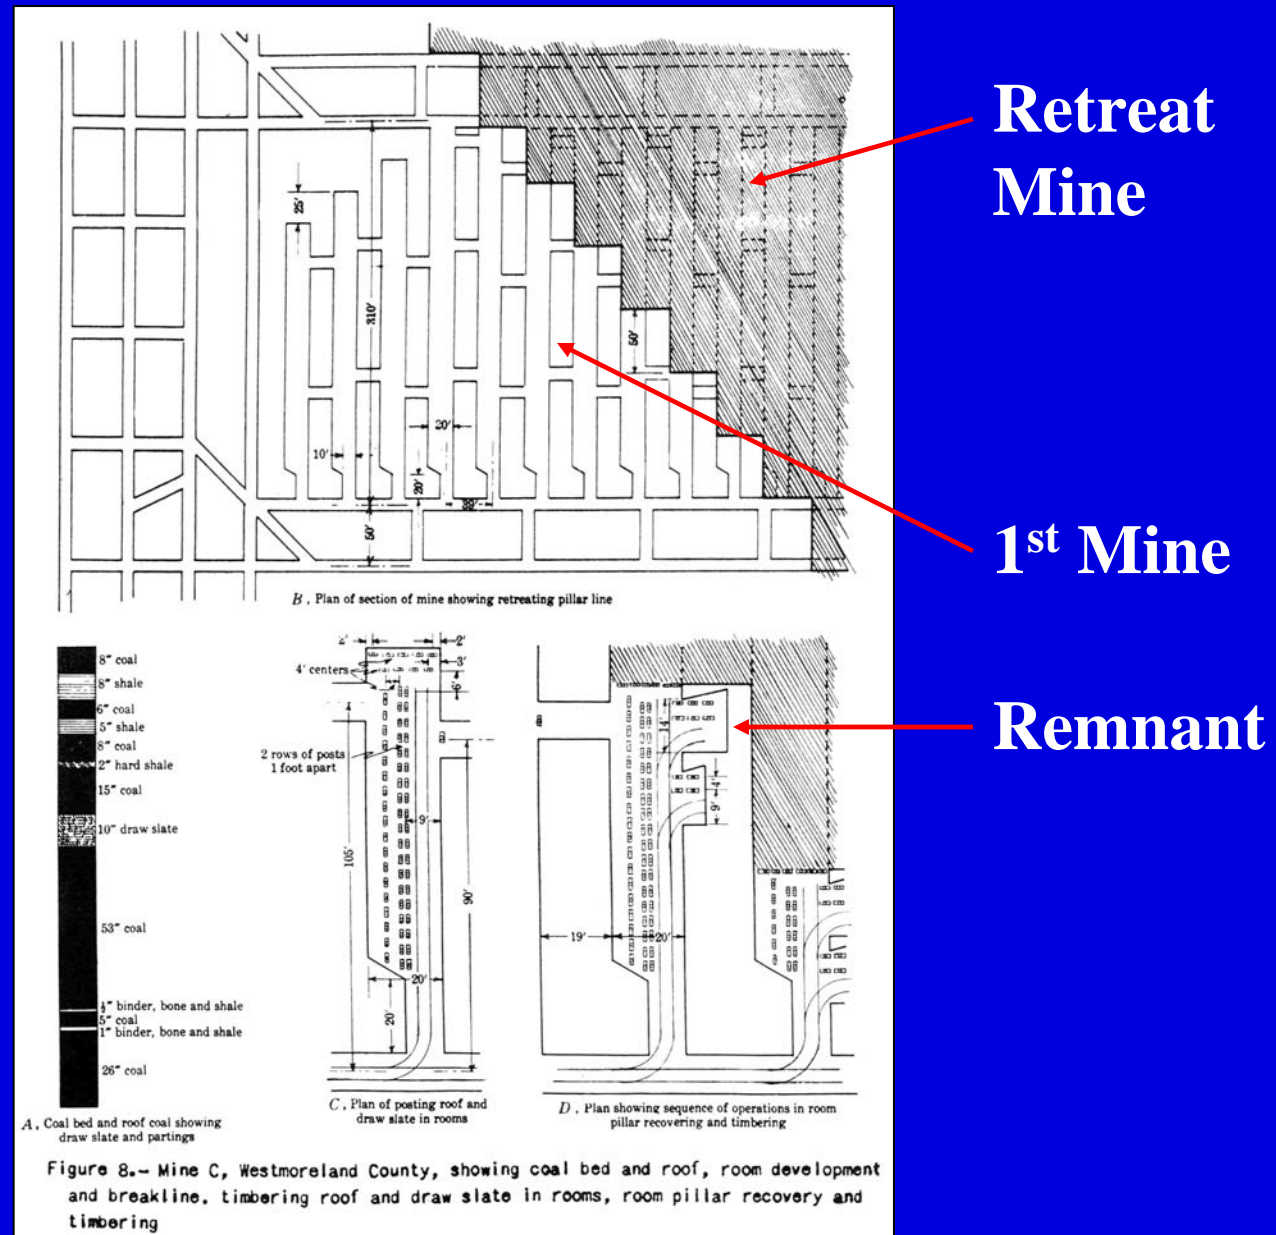 Retreat
Mine
1st Mine
Remnant
25'
310'
50'
20'
10'
20'
50'
B, Plan of section of mine showing retreating pillar line
8" coal
8" shale
6" coal
5" shale
8" coal
2" hard shale
15" coal
10" draw slate
53" coal
½" binder, bone and shale
5" coal
1" binder, bone and shale
26" coal
A, Coal bed and roof coal showing
draw slate and partings
2'
2'
3'
4' centers
6'
2 rows of posts
1 foot apart
9'
105'
90'
20'
20'
C, Plan of posting roof and
draw slate in rooms
14'
4'
9'
19'
20'
D, Plan showing sequence of operations in room
pillar recovering and timbering
Figure 8.- Mine C, Westmoreland County, showing coal bed and roof, room development
and breakline. timbering roof and draw slate in rooms, room pillar recovery and
timbering